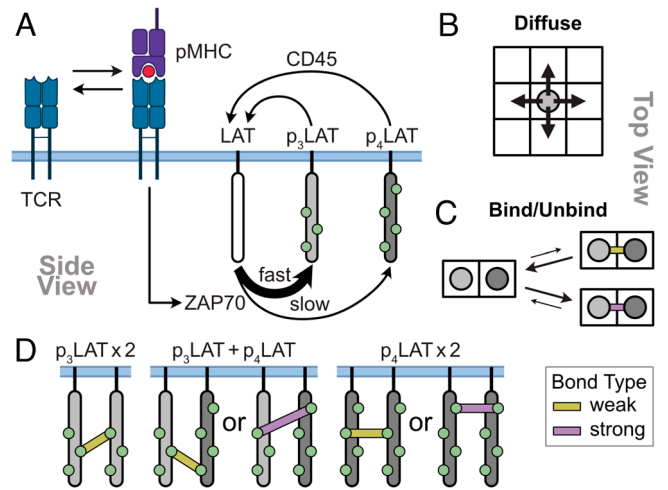 A
pMHC
TCR
CD45
LAT
p₃LAT
p₄LAT
fast
slow
ZAP70
Side
View
B
Diffuse
Top View
C
Bind/Unbind
D
p₃LAT x 2
p₃LAT + p₄LAT
p₄LAT x 2
or
or
Bond Type
weak
strong